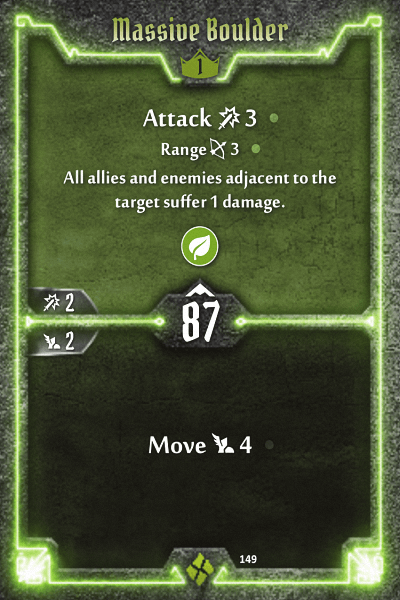 Massive Boulder
1
Attack 3
Range 3
All allies and enemies adjacent to the
target suffer 1 damage.
2
87
2
Move 4
149